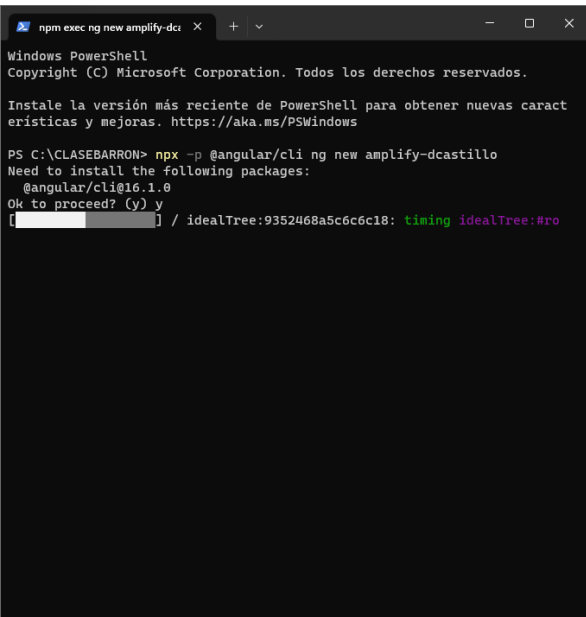 npm exec ng new amplify-dca
Windows PowerShell
Copyright (C) Microsoft Corporation. Todos los derechos reservados.
Instale la versión más reciente de PowerShell para obtener nuevas caract
erísticas y mejoras. https://aka.ms/PSWindows
PS C:\CLASEBARRON> npx -p @angular/cli ng new amplify-dcastillo
Need to install the following packages:
  @angular/cli@16.1.0
Ok to proceed? (y) y
[          ] / idealTree:9352468a5c6c6c18: timing idealTree:#ro